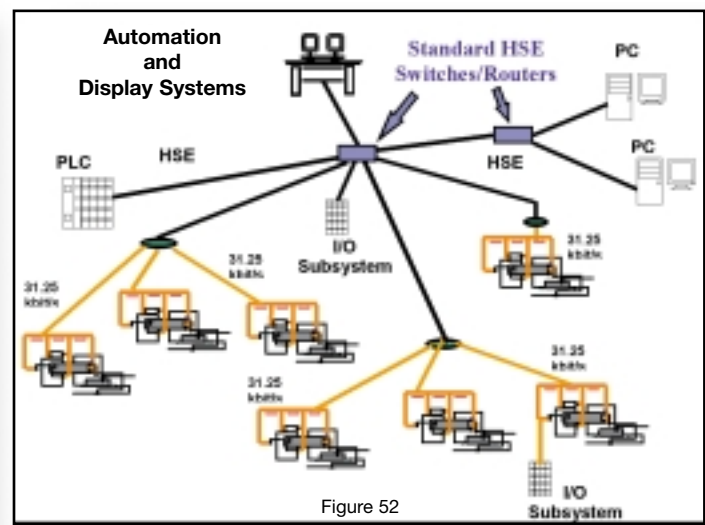 Automation
and
Display Systems
Standard HSE
Switches/Routers
PC
PLC
HSE
HSE
PC
I/O
Subsystem
31.25
kbit/s
31.25
kbit/s
31.25
kbit/s
31.25
kbit/s
31.25
kbit/s
I/O
Subsystem
Figure 52